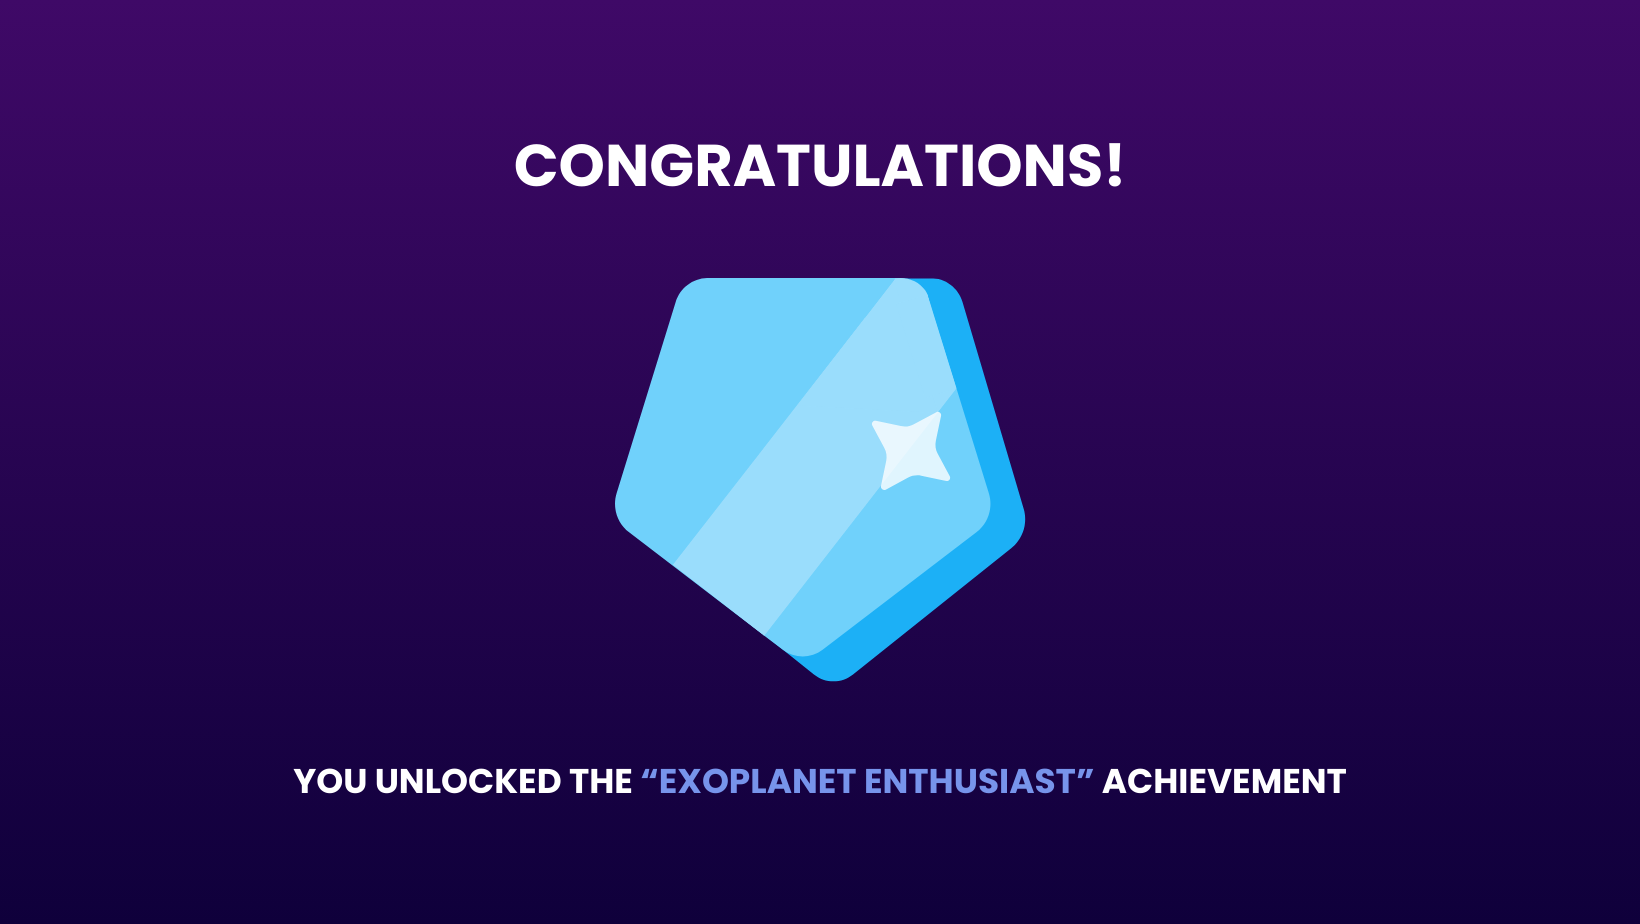 CONGRATULATIONS!
YOU UNLOCKED THE “EXOPLANET ENTHUSIAST” ACHIEVEMENT